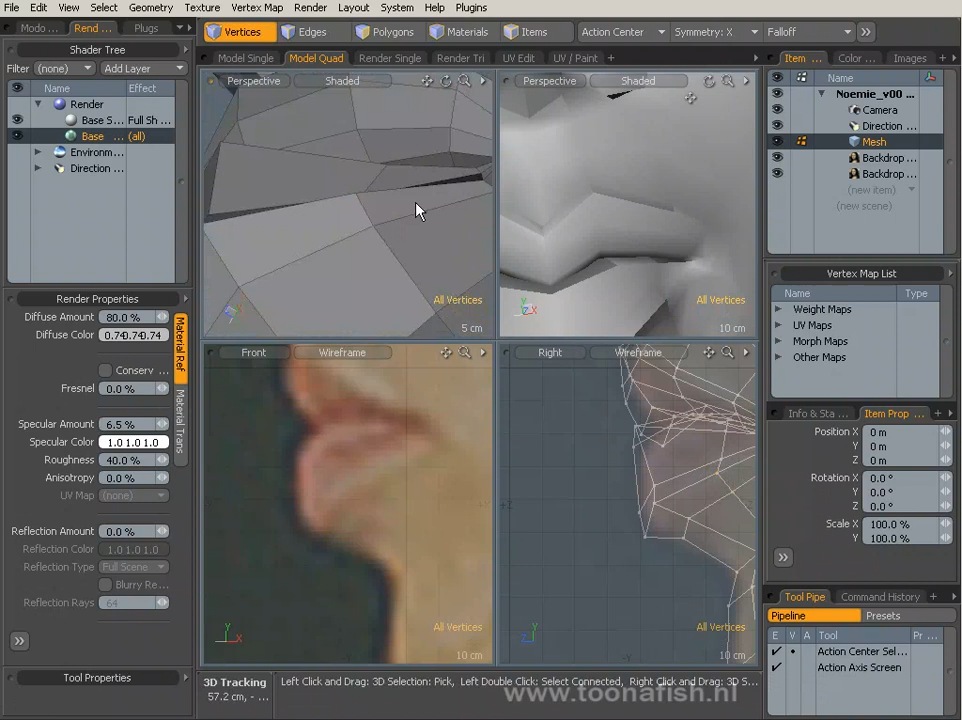 File Edit View Select Geometry Texture Vertex Map Render Layout System Help Plugins
Modo ... Rend ... Plugs
Vertices Edges Polygons Materials Items Action Center Symmetry: X Falloff
Shader Tree
Filter (none) Add Layer
Name Effect
Render
Base S... Full Sh ...
Base ... (all)
Environm...
Direction ...
Model Single Model Quad Render Single Render Tri UV Edit UV / Paint +
Perspective Shaded
All Vertices
5 cm
Perspective Shaded
All Vertices
10 cm
Front Wireframe
All Vertices
10 cm
Right Wireframe
All Vertices
10 cm
Item ... Color ... Images
Name
Noemie_v00 ...
Camera
Direction ...
Mesh
Backdrop ...
Backdrop ...
(new item)
(new scene)
Render Properties
Diffuse Amount 80.0 %
Diffuse Color 0.74 0.74 0.74
Conserv ...
Fresnel 0.0 %
Specular Amount 6.5 %
Specular Color 1.0 1.0 1.0
Roughness 40.0 %
Anisotropy 0.0 %
UV Map (none)
Reflection Amount 0.0 %
Reflection Color 1.0 1.0 1.0
Reflection Type Full Scene
Blurry Re...
Reflection Rays 64
Material Ref
Material Trans
Tool Properties
Vertex Map List
Name Type
Weight Maps
UV Maps
Morph Maps
Other Maps
Info & Sta ... Item Prop ... +
Position X 0 m
Y 0 m
Z 0 m
Rotation X 0.0 °
Y 0.0 °
Z 0.0 °
Scale X 100.0 %
Y 100.0 %
Tool Pipe Command History +
Pipeline Presets
E V A Tool Pr ...
Action Center Sel...
Action Axis Screen
3D Tracking
57.2 cm, - ...
Left Click and Drag: 3D Selection: Pick, Left Double Click: Select Connected, Right Click and Drag: 3D S...
www.toonafish.nl